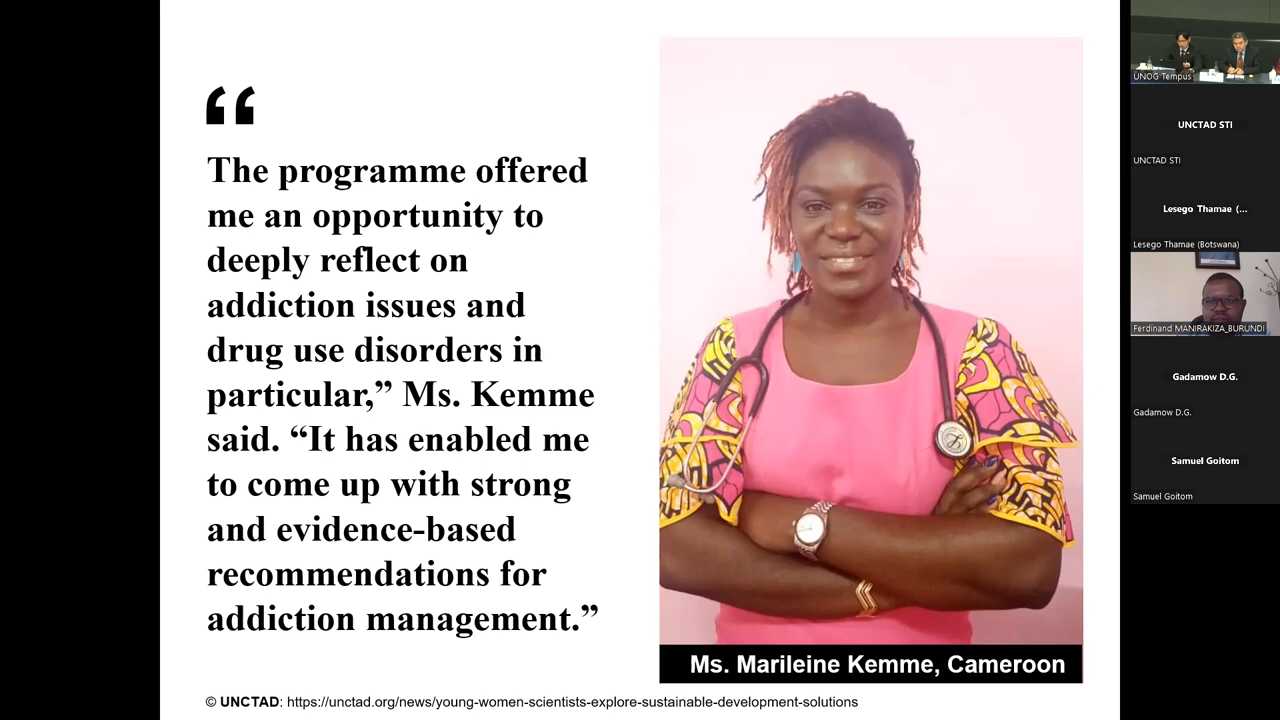 “
The programme offered
me an opportunity to
deeply reflect on
addiction issues and
drug use disorders in
particular,” Ms. Kemme
said. “It has enabled me
to come up with strong
and evidence-based
recommendations for
addiction management.”
Ms. Marileine Kemme, Cameroon
© UNCTAD: https://unctad.org/news/young-women-scientists-explore-sustainable-development-solutions
UNOG Tempus
UNCTAD STI
UNCTAD STI
Lesego Thamae (...
Lesego Thamae (Botswana)
Ferdinand MANIRAKIZA_BURUNDI
Gadamow D.G.
Gadamow D.G.
Samuel Goitom
Samuel Goitom